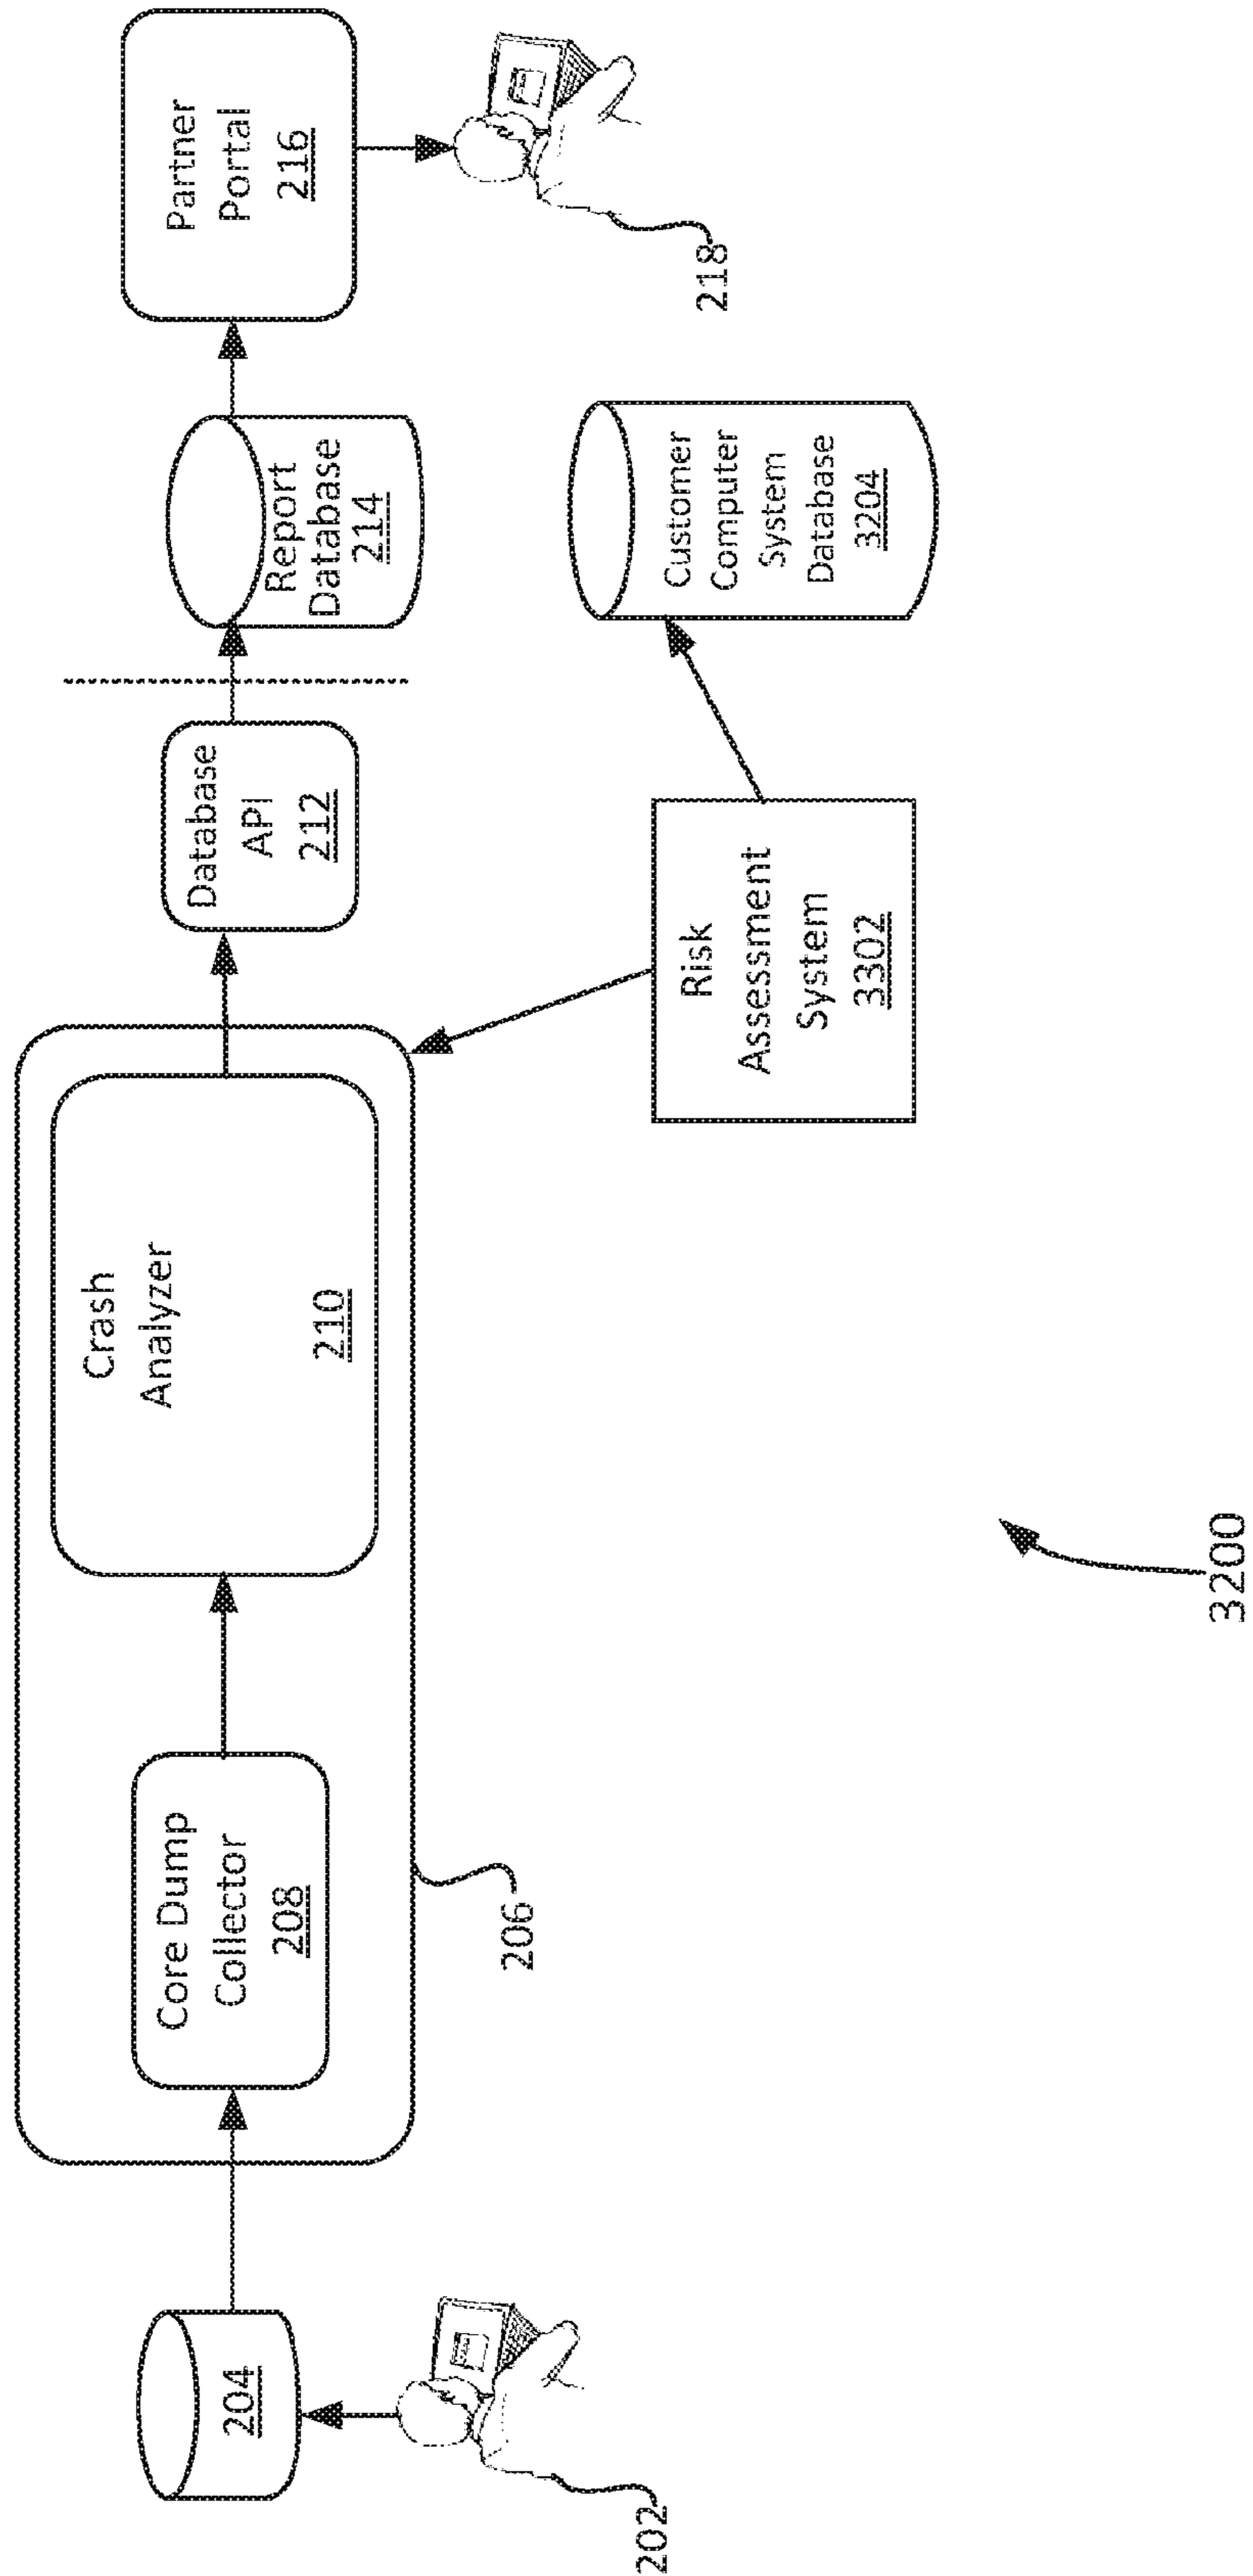 204
202
Core Dump
Collector
208
206
Crash
Analyzer
210
Database
API
212
Report
Database
214
Partner
Portal
216
218
Risk
Assessment
System
3302
Customer
Computer
System
Database
3204
3200